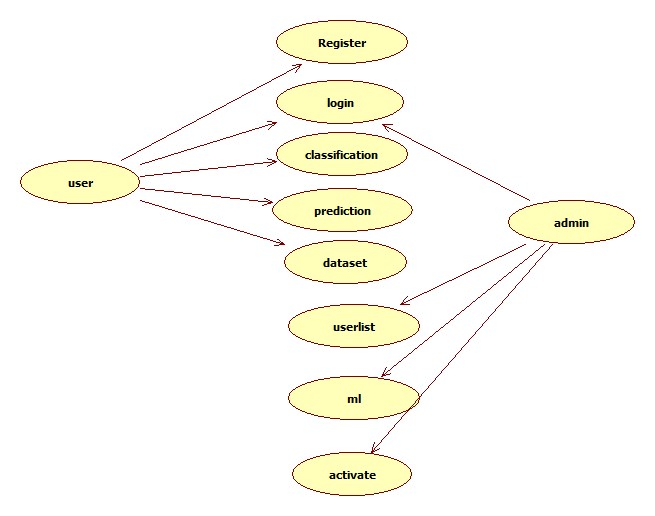 Register
login
classification
user
prediction
admin
dataset
userlist
ml
activate